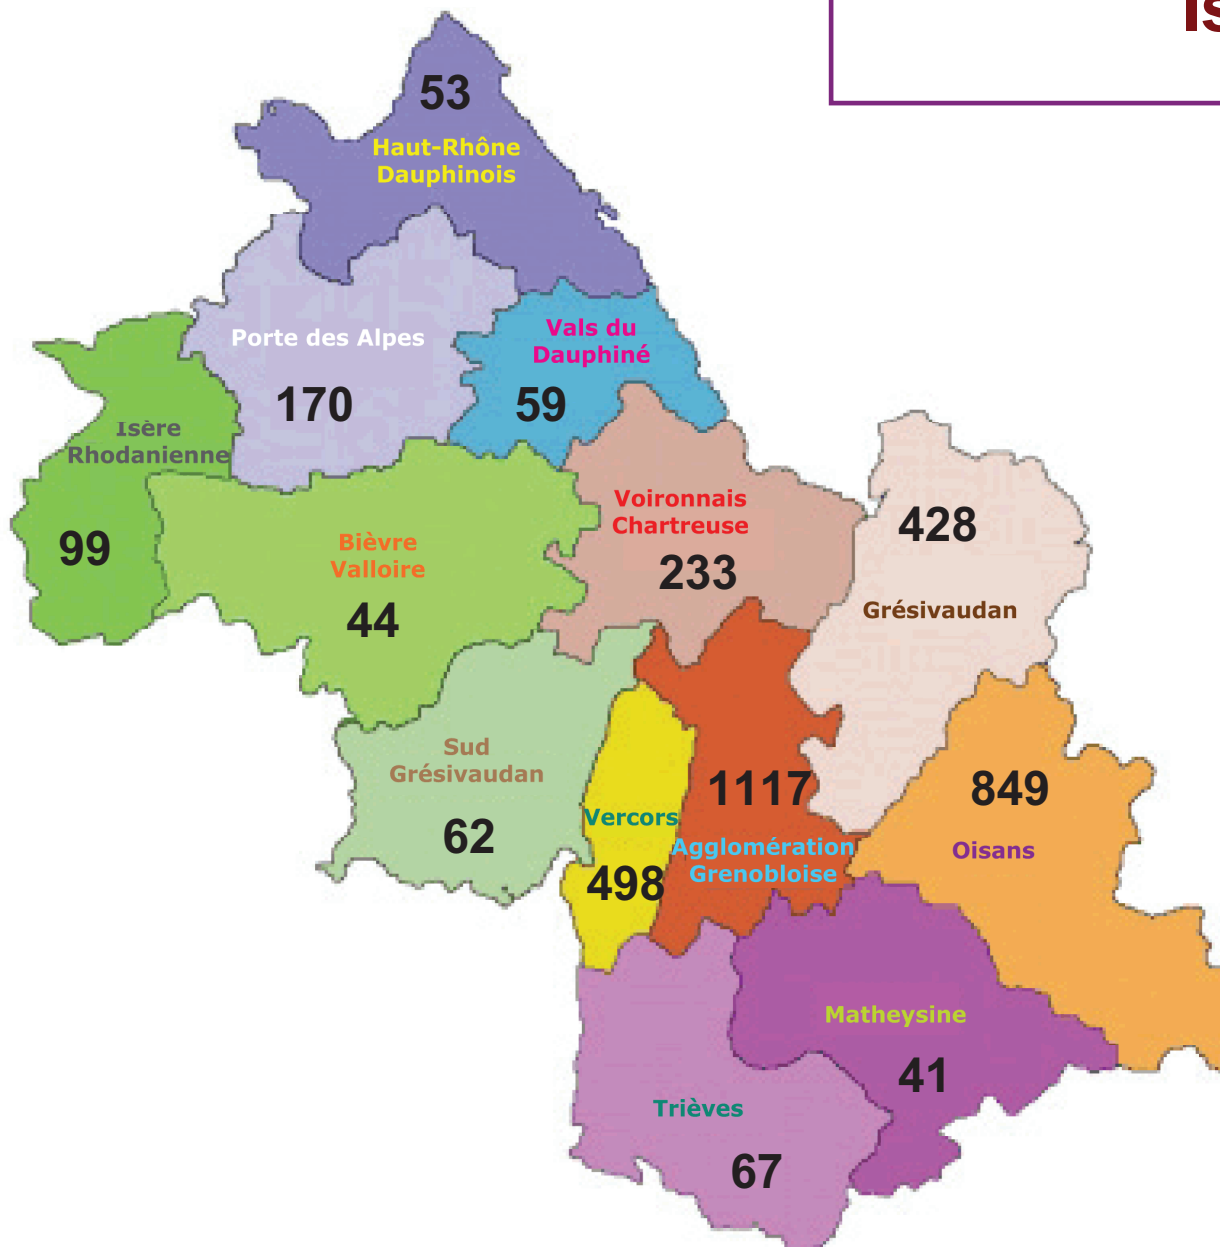 Is
53
Haut-Rhône
Dauphinois
Porte des Alpes
170
Vals du
Dauphiné
59
Isère
Rhodanienne
99
Bièvre
Valloire
44
Voironnais
Chartreuse
233
428
Grésivaudan
Sud
Grésivaudan
62
Vercors
498
1117
Agglomération
Grenobloise
849
Oisans
Matheysine
41
Trièves
67